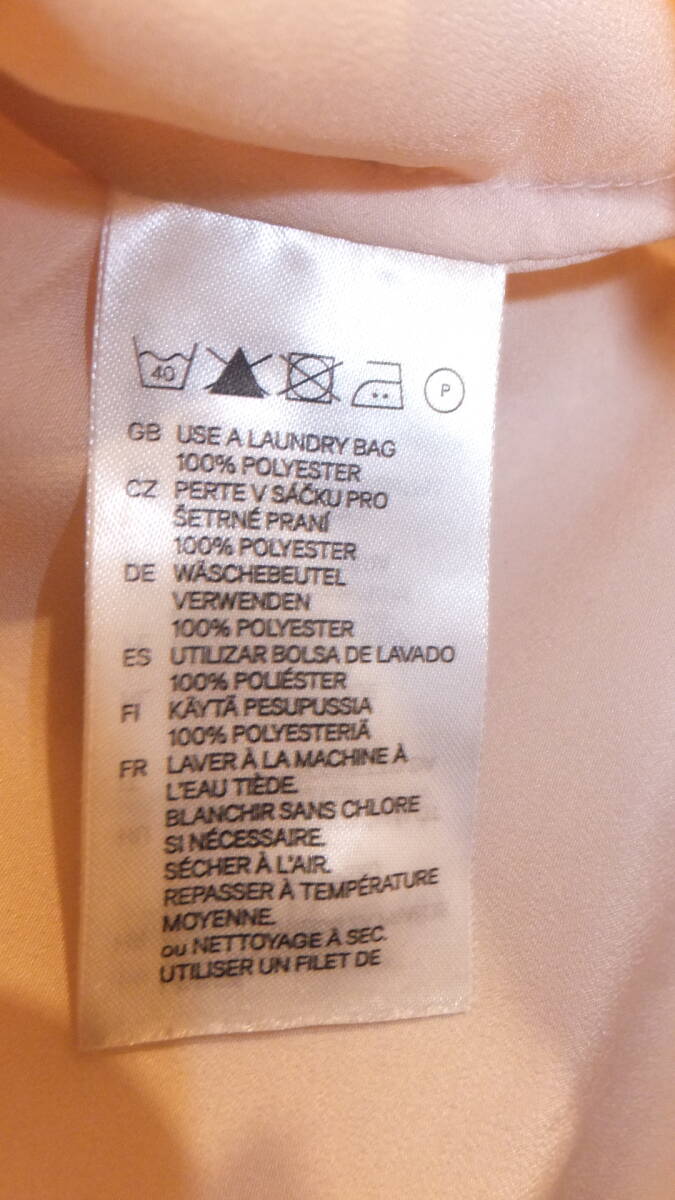 40 P
GB USE A LAUNDRY BAG
100% POLYESTER
CZ PERTE V SÁČKU PRO
ŠETRNÉ PRANÍ
100% POLYESTER
DE WÄSCHEBEUTEL
VERWENDEN
100% POLYESTER
ES UTILIZAR BOLSA DE LAVADO
100% POLIÉSTER
FI KÄYTÄ PESUPUSSIA
100% POLYESTERIÄ
FR LAVER À LA MACHINE À
L'EAU TIÈDE.
BLANCHIR SANS CHLORE
SI NÉCESSAIRE.
SÉCHER À L'AIR.
REPASSER À TEMPÉRATURE
MOYENNE.
ou NETTOYAGE À SEC.
UTILISER UN FILET DE